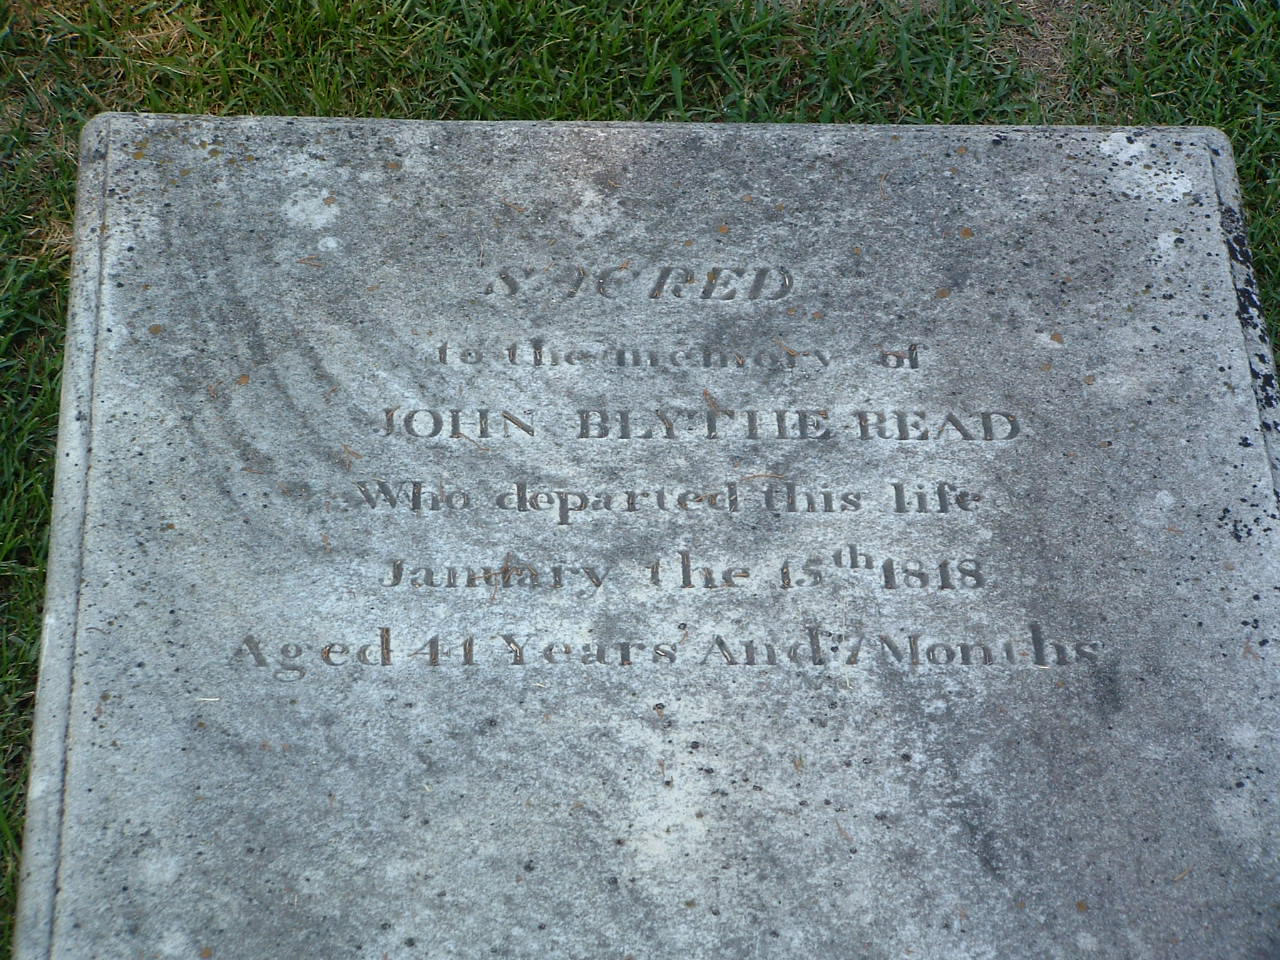 SACRED
to the memory of
JOHN BLYTHE READ
Who departed this life
January the 15th 1818
Aged 41 Years And 7 Months